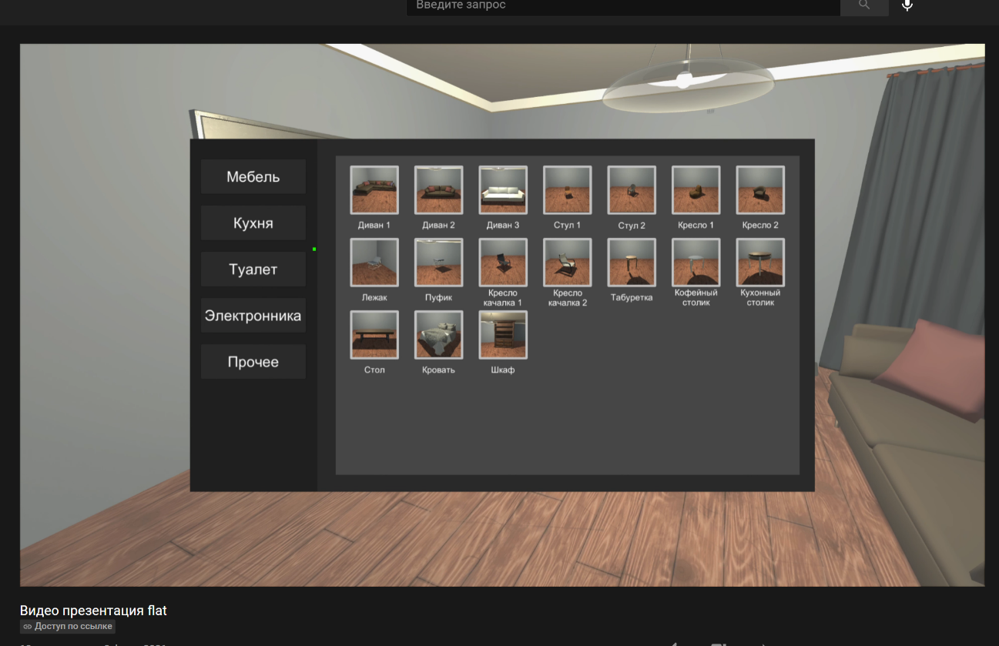 Введите запрос
Мебель
Кухня
Туалет
Электронника
Прочее
Диван 1
Диван 2
Диван 3
Стул 1
Стул 2
Кресло 1
Кресло 2
Лежак
Пуфик
Кресло
качалка 1
Кресло
качалка 2
Табуретка
Кофейный
столик
Кухонный
столик
Стол
Кровать
Шкаф
Видео презентация flat
Доступ по ссылке